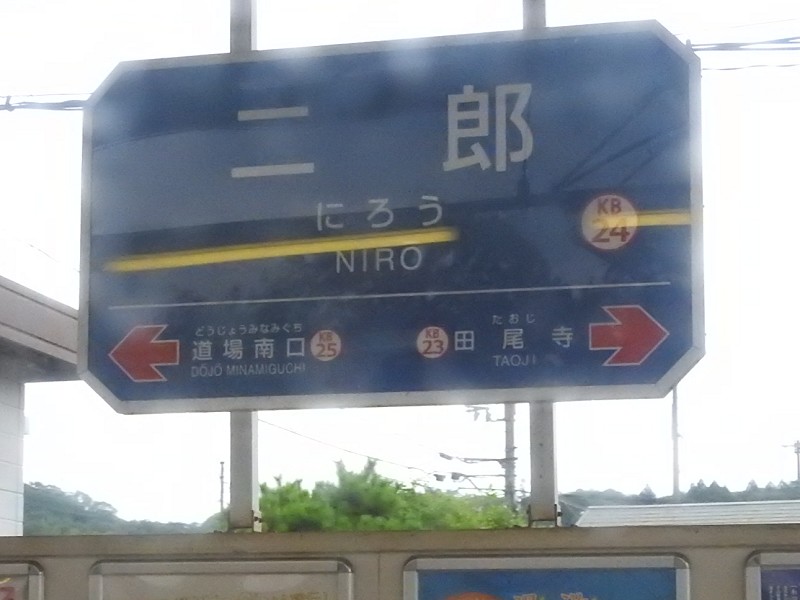 二 郎
にろう
KB
24
NIRO
どうじょうみなみぐち
道場南口
KB
25
DŌJŌ MINAMIGUCHI
KB
23
たおじ
田尾寺
TAOJI